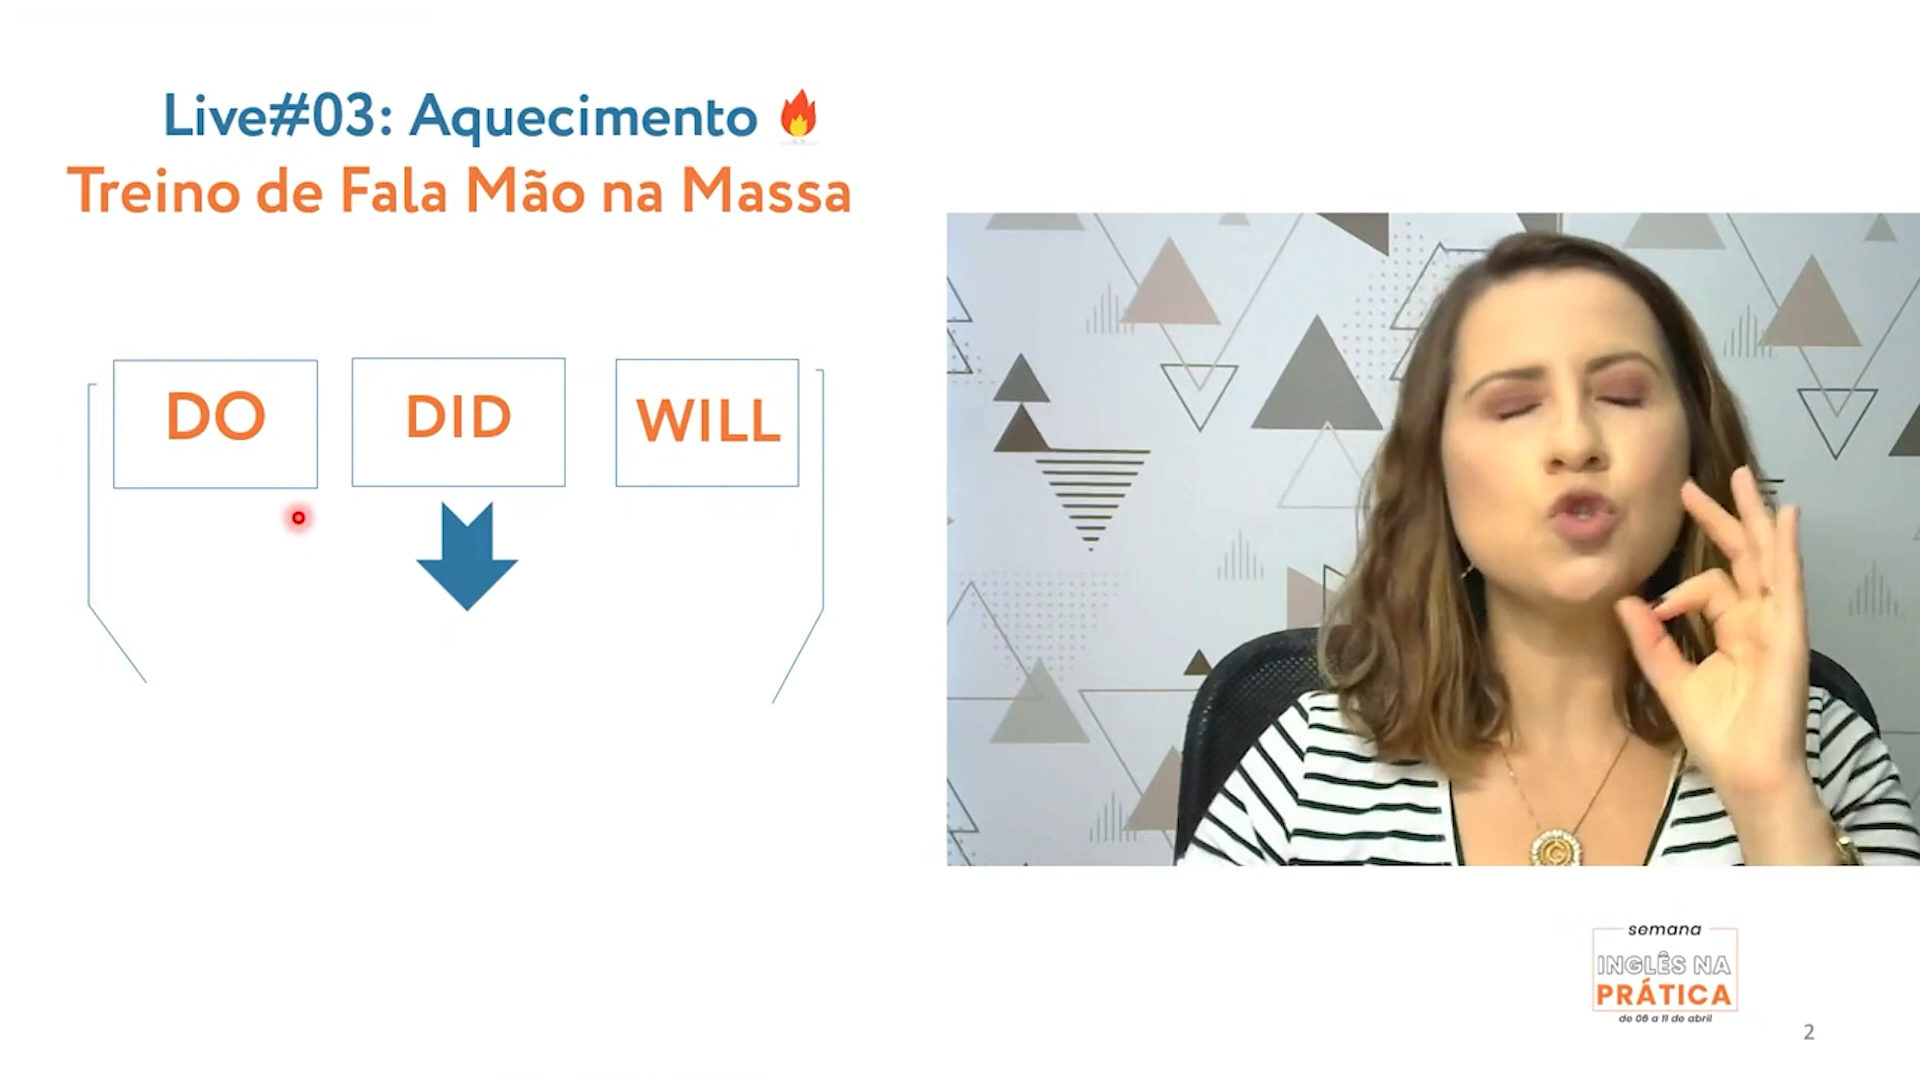 Live#03: Aquecimento 🔥
Treino de Fala Mão na Massa
DO
DID
WILL
semana
INGLÊS NA
PRÁTICA
de 06 a 11 de abril
2